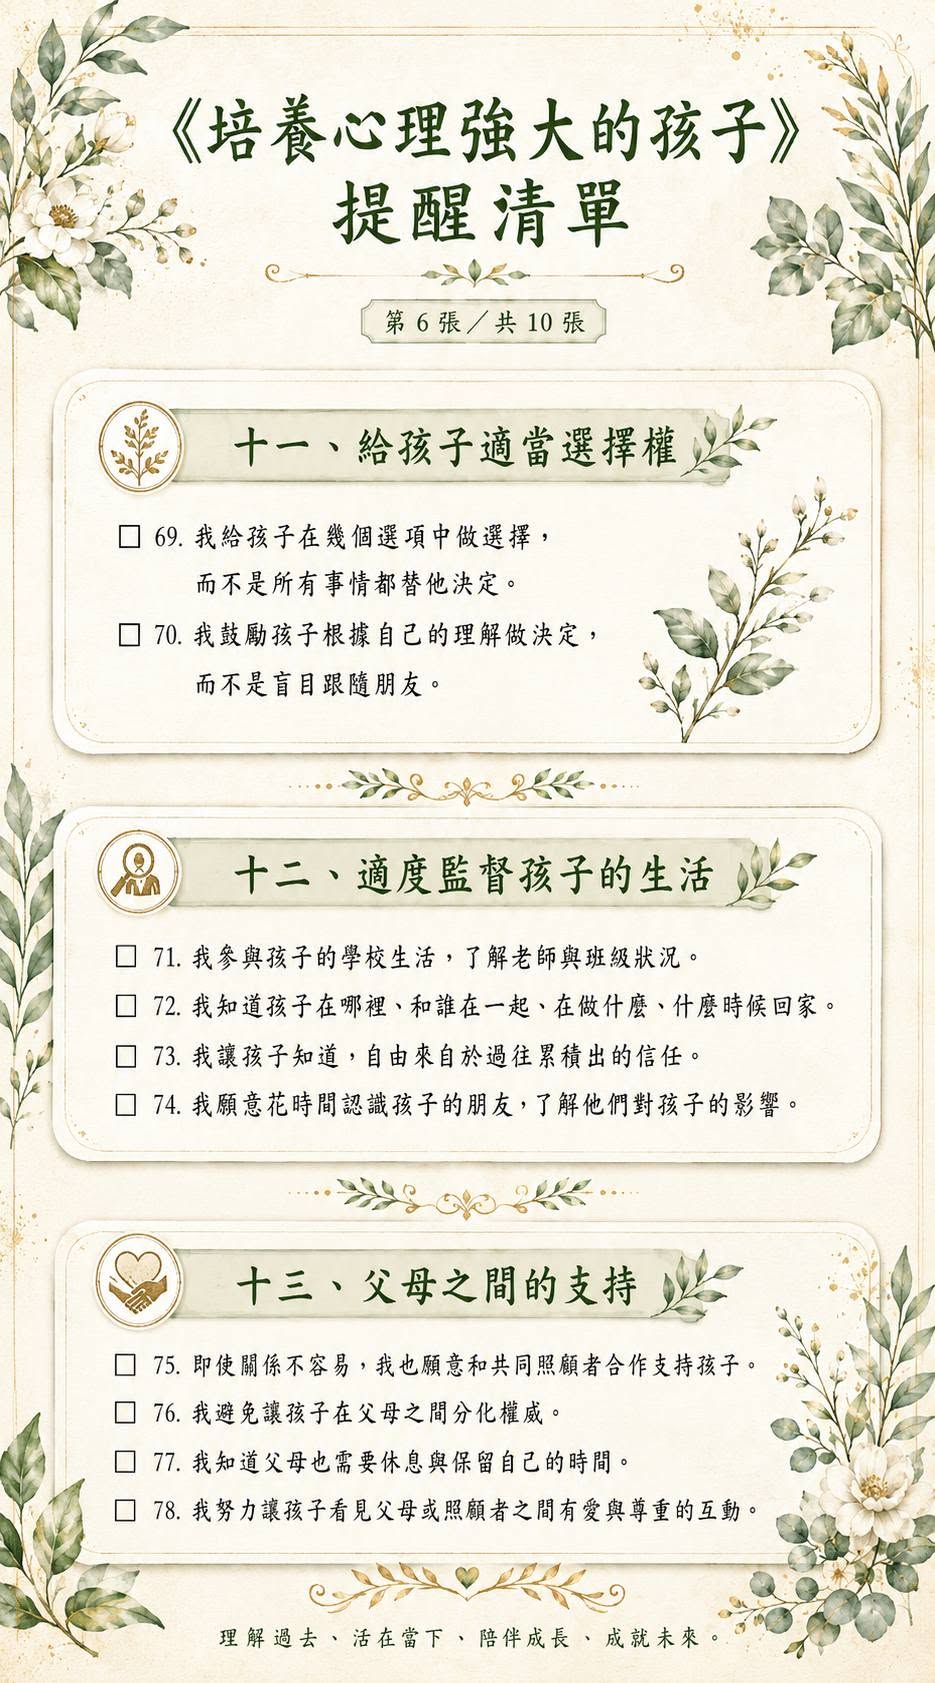 《培養心理強大的孩子》
提醒清單
第 6 張／共 10 張
十一、給孩子適當選擇權
□ 69. 我給孩子在幾個選項中做選擇，
而不是所有事情都替他決定。
□ 70. 我鼓勵孩子根據自己的理解做決定，
而不是盲目跟隨朋友。
十二、適度監督孩子的生活
□ 71. 我參與孩子的學校生活，了解老師與班級狀況。
□ 72. 我知道孩子在哪裡、和誰在一起、在做什麼、什麼時候回家。
□ 73. 我讓孩子知道，自由來自於過往累積出的信任。
□ 74. 我願意花時間認識孩子的朋友，了解他們對孩子的影響。
十三、父母之間的支持
□ 75. 即使關係不容易，我也願意和共同照顧者合作支持孩子。
□ 76. 我避免讓孩子在父母之間分化權威。
□ 77. 我知道父母也需要休息與保留自己的時間。
□ 78. 我努力讓孩子看見父母或照顧者之間有愛與尊重的互動。
理解過去、活在當下、陪伴成長、成就未來。